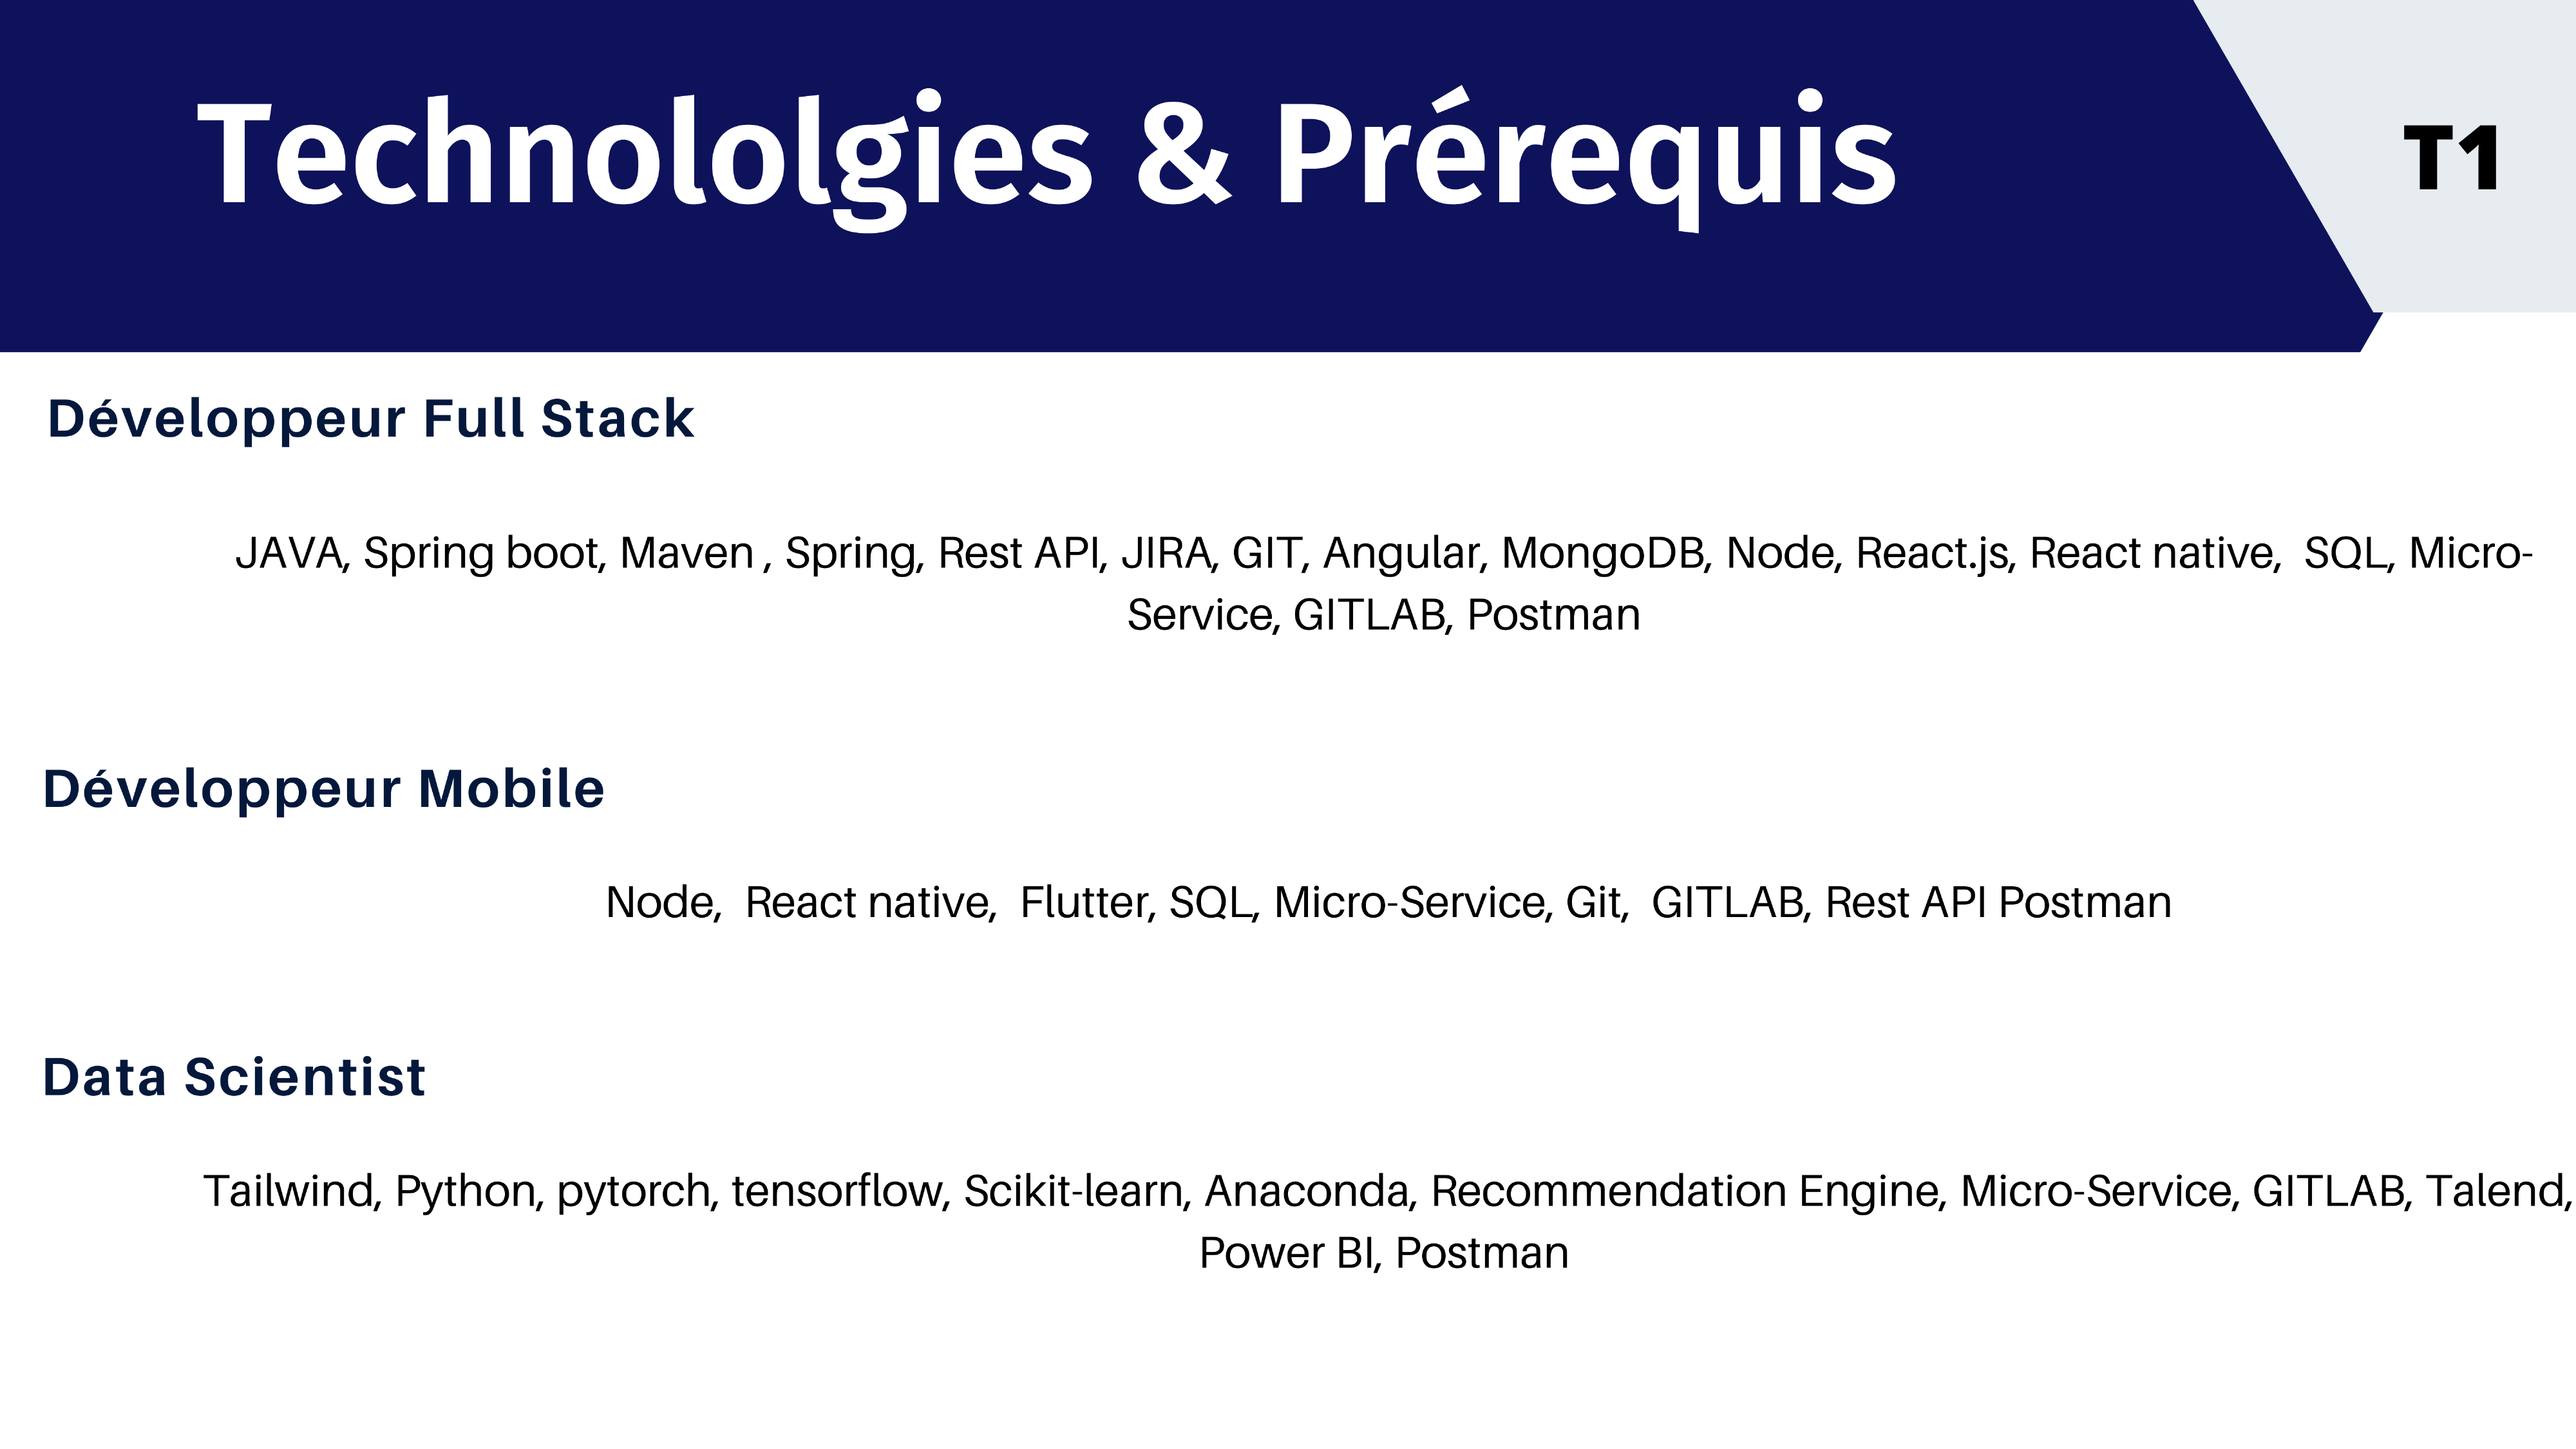 Technololgies & Prérequis
T1
Développeur Full Stack
JAVA, Spring boot, Maven , Spring, Rest API, JIRA, GIT, Angular, MongoDB, Node, React.js, React native,  SQL, Micro-
Service, GITLAB, Postman
Développeur Mobile
Node,  React native,  Flutter, SQL, Micro-Service, Git,  GITLAB, Rest API Postman
Data Scientist
Tailwind, Python, pytorch, tensorflow, Scikit-learn, Anaconda, Recommendation Engine, Micro-Service, GITLAB, Talend,
Power BI, Postman